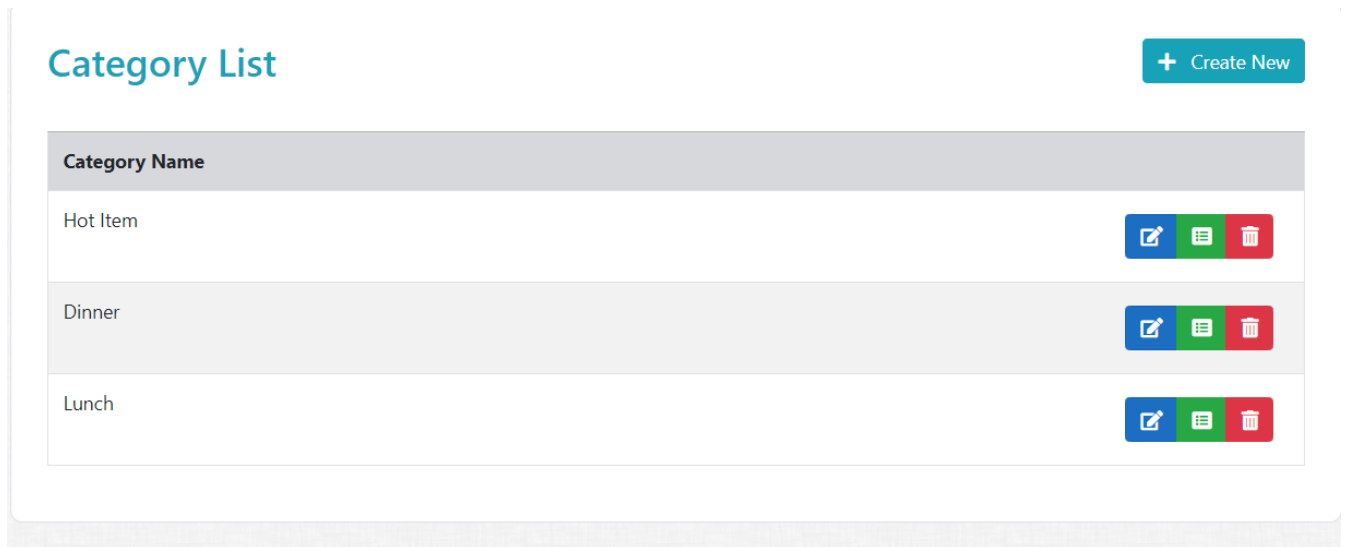 Category List
Create New
Category Name
Hot Item
Dinner
Lunch